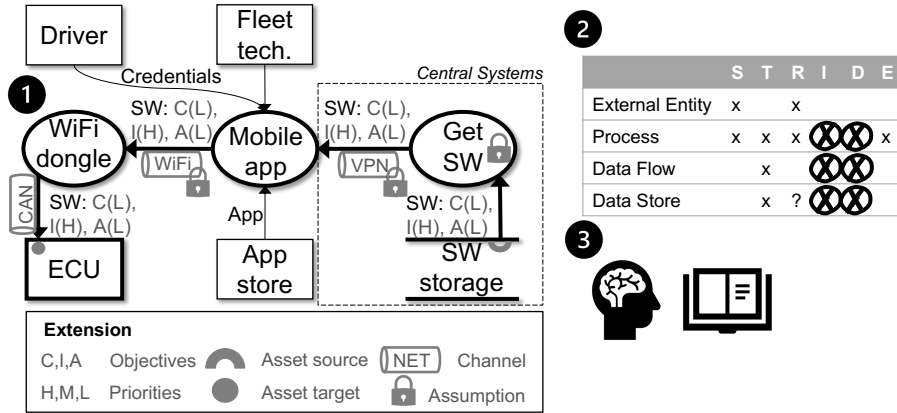 1
Driver
Fleet
tech.
Credentials
Central Systems
SW: C(L),
I(H), A(L)
SW: C(L),
I(H), A(L)
WiFi
dongle
Mobile
app
Get
SW
WiFi
VPN
CAN
SW: C(L),
I(H), A(L)
SW: C(L),
I(H), A(L)
App
ECU
App
store
SW
storage
Extension
C,I,A Objectives Asset source NET Channel
H,M,L Priorities Asset target Assumption
2
S T R I D E
External Entity x x
Process x x x X X x
Data Flow x X X
Data Store x ? X X
3